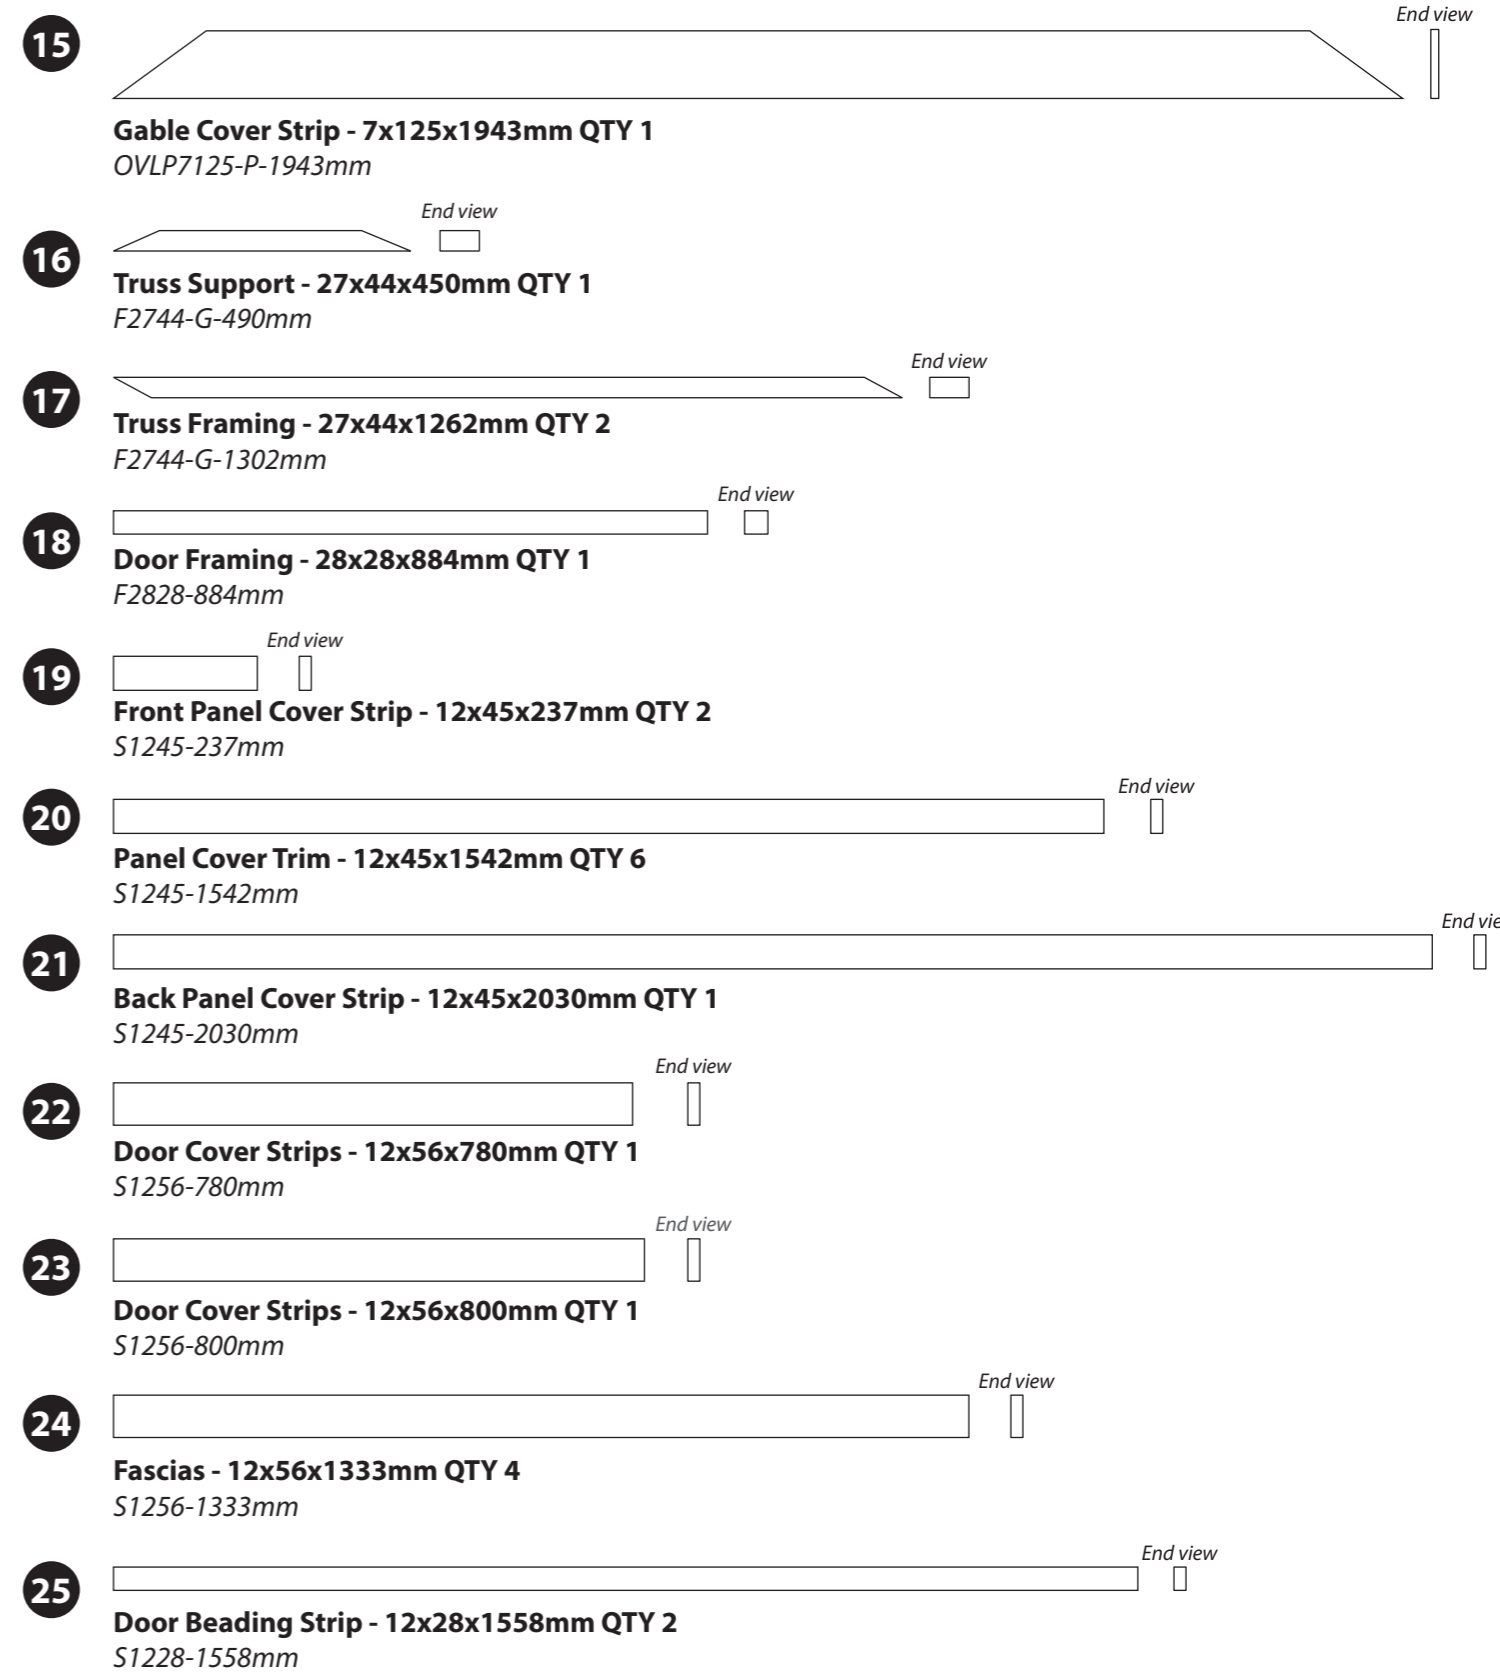 End view
15
Gable Cover Strip - 7x125x1943mm QTY 1
OVLP7125-P-1943mm
End view
16
Truss Support - 27x44x450mm QTY 1
F2744-G-490mm
End view
17
Truss Framing - 27x44x1262mm QTY 2
F2744-G-1302mm
End view
18
Door Framing - 28x28x884mm QTY 1
F2828-884mm
End view
19
Front Panel Cover Strip - 12x45x237mm QTY 2
S1245-237mm
End view
20
Panel Cover Trim - 12x45x1542mm QTY 6
S1245-1542mm
End vie
21
Back Panel Cover Strip - 12x45x2030mm QTY 1
S1245-2030mm
End view
22
Door Cover Strips - 12x56x780mm QTY 1
S1256-780mm
End view
23
Door Cover Strips - 12x56x800mm QTY 1
S1256-800mm
End view
24
Fascias - 12x56x1333mm QTY 4
S1256-1333mm
End view
25
Door Beading Strip - 12x28x1558mm QTY 2
S1228-1558mm